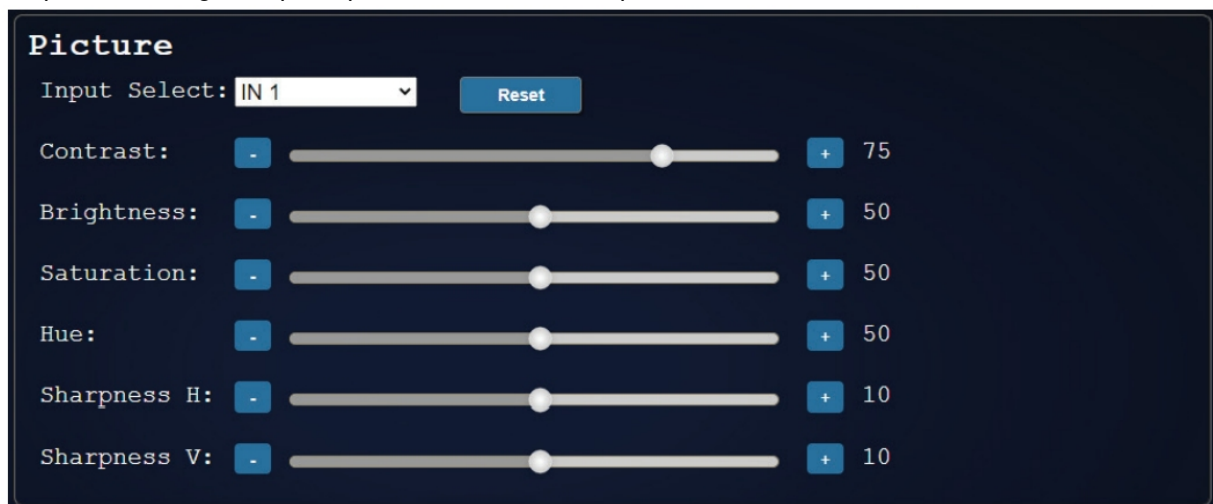 Picture
Input Select: IN 1 Reset
Contrast: - + 75
Brightness: - + 50
Saturation: - + 50
Hue: - + 50
Sharpness H: - + 10
Sharpness V: - + 10